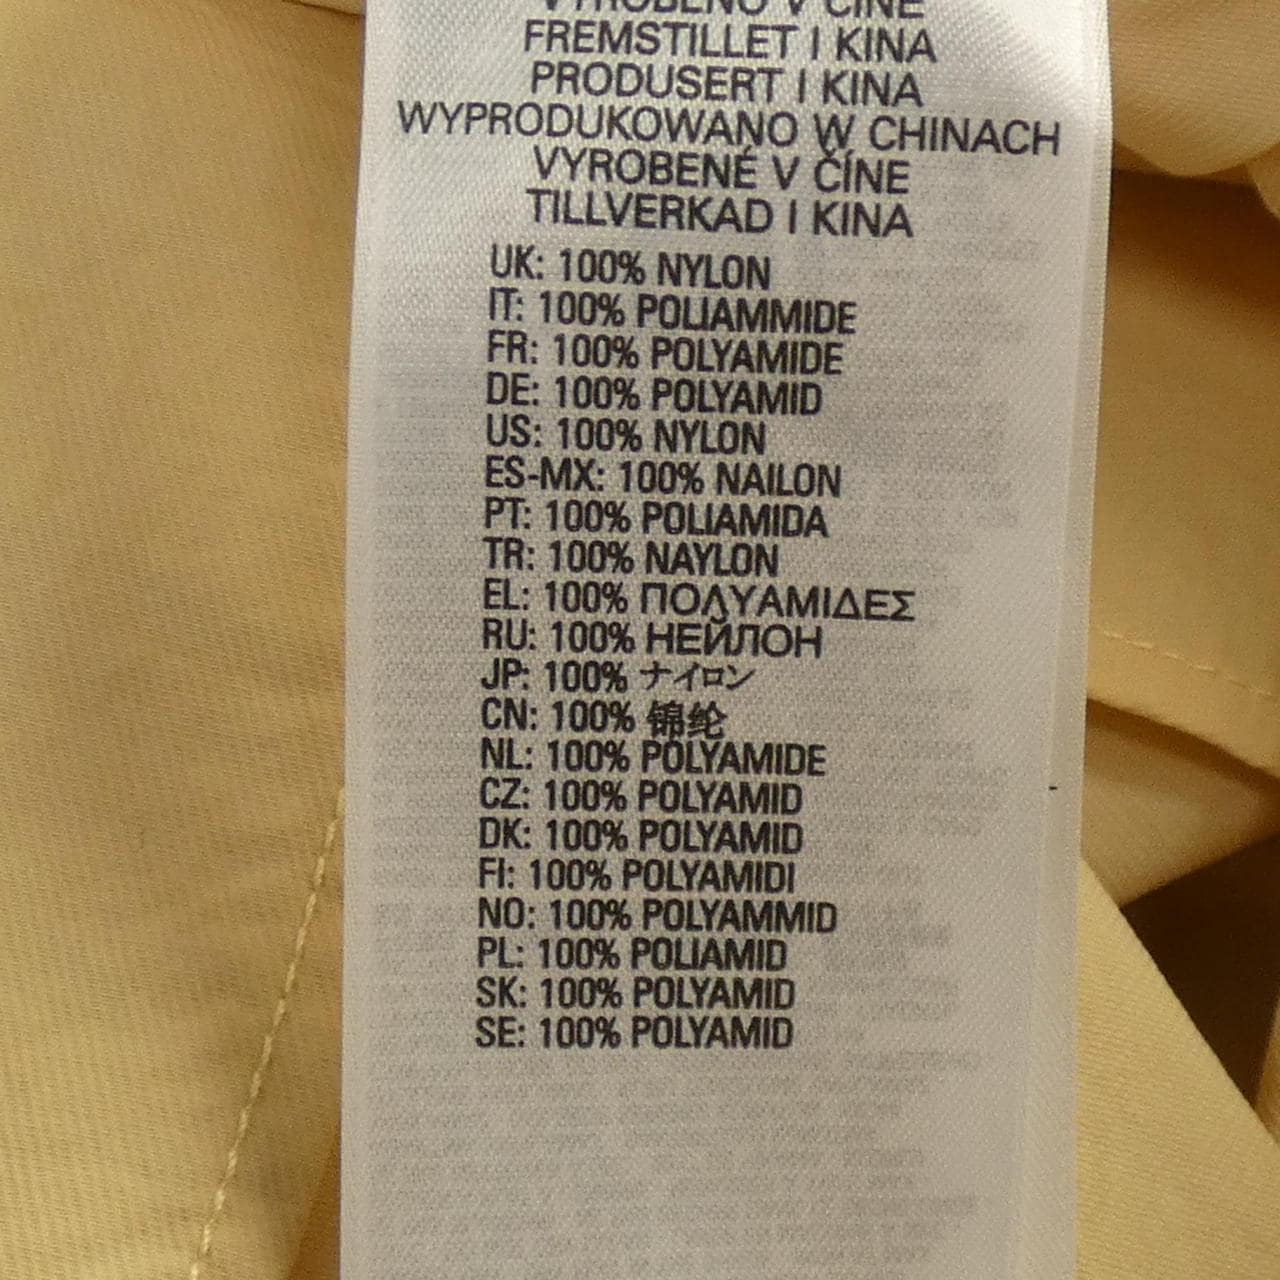 VYROBENO V ČÍNĚ
FREMSTILLET I KINA
PRODUSERT I KINA
WYPRODUKOWANO W CHINACH
VYROBENÉ V ČÍNE
TILLVERKAD I KINA
UK: 100% NYLON
IT: 100% POLIAMMIDE
FR: 100% POLYAMIDE
DE: 100% POLYAMID
US: 100% NYLON
ES-MX: 100% NAILON
PT: 100% POLIAMIDA
TR: 100% NAYLON
EL: 100% ΠΟΛΥΑΜΙΔΕΣ
RU: 100% НЕЙЛОН
JP: 100% ナイロン
CN: 100% 锦纶
NL: 100% POLYAMIDE
CZ: 100% POLYAMID
DK: 100% POLYAMID
FI: 100% POLYAMIDI
NO: 100% POLYAMMID
PL: 100% POLIAMID
SK: 100% POLYAMID
SE: 100% POLYAMID